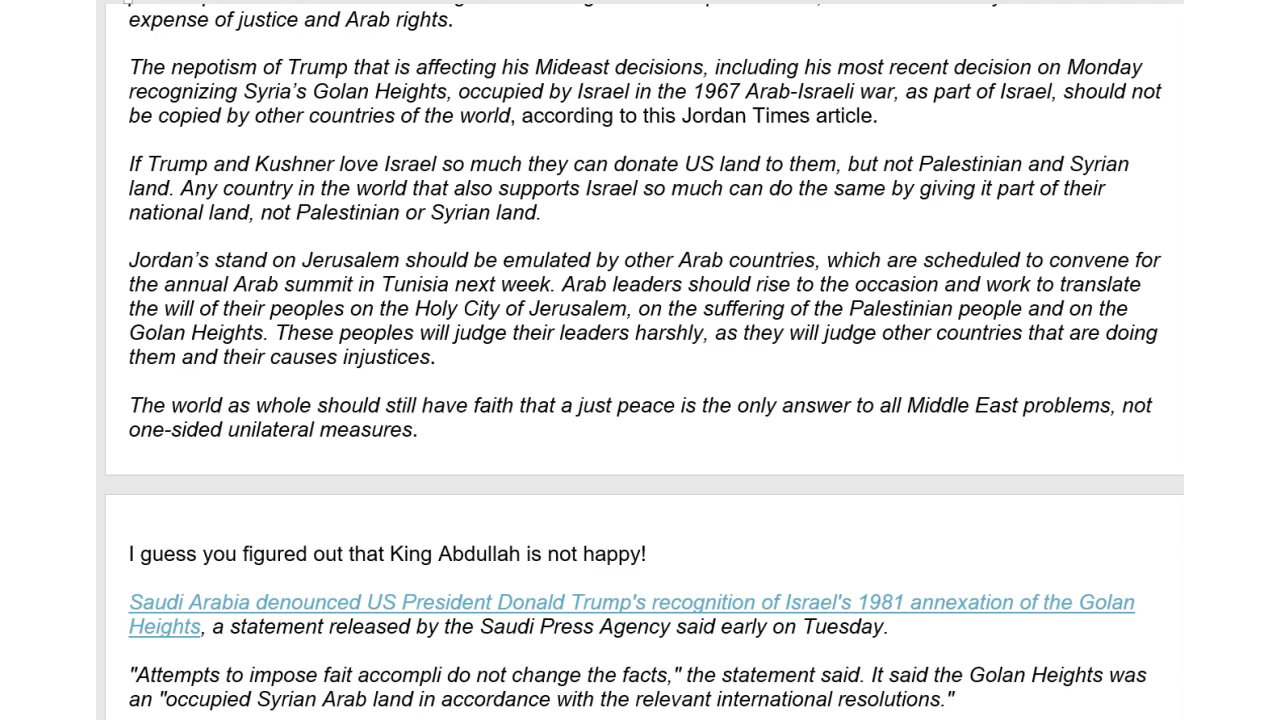 expense of justice and Arab rights.
The nepotism of Trump that is affecting his Mideast decisions, including his most recent decision on Monday
recognizing Syria’s Golan Heights, occupied by Israel in the 1967 Arab-Israeli war, as part of Israel, should not
be copied by other countries of the world, according to this Jordan Times article.
If Trump and Kushner love Israel so much they can donate US land to them, but not Palestinian and Syrian
land. Any country in the world that also supports Israel so much can do the same by giving it part of their
national land, not Palestinian or Syrian land.
Jordan’s stand on Jerusalem should be emulated by other Arab countries, which are scheduled to convene for
the annual Arab summit in Tunisia next week. Arab leaders should rise to the occasion and work to translate
the will of their peoples on the Holy City of Jerusalem, on the suffering of the Palestinian people and on the
Golan Heights. These peoples will judge their leaders harshly, as they will judge other countries that are doing
them and their causes injustices.
The world as whole should still have faith that a just peace is the only answer to all Middle East problems, not
one-sided unilateral measures.
I guess you figured out that King Abdullah is not happy!
Saudi Arabia denounced US President Donald Trump's recognition of Israel's 1981 annexation of the Golan
Heights, a statement released by the Saudi Press Agency said early on Tuesday.
"Attempts to impose fait accompli do not change the facts," the statement said. It said the Golan Heights was
an "occupied Syrian Arab land in accordance with the relevant international resolutions."